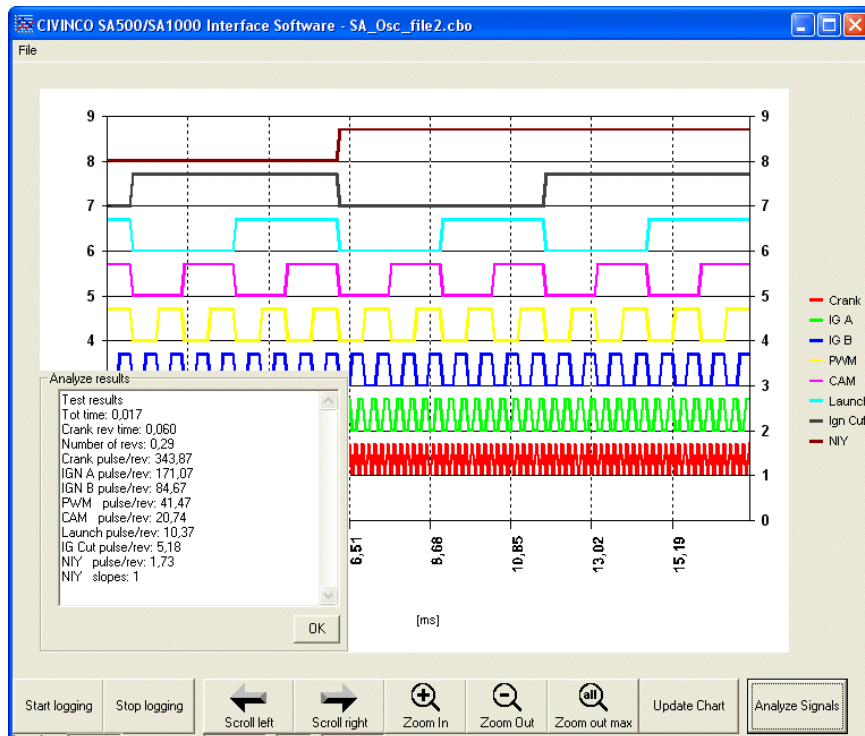 CIVINCO SA500/SA1000 Interface Software - SA_Osc_file2.cbo
File
9 9
8 8
7 7
6 6
5 5
4 4
3
2
1
0
Crank
IG A
IG B
PWM
CAM
Launch
Ign Cut
NIY
Analyze results
Test results
Tot time: 0,017
Crank rev time: 0,060
Number of revs: 0,29
Crank pulse/rev: 343,87
IGN A pulse/rev: 171,07
IGN B pulse/rev: 84,67
PWM pulse/rev: 41,47
CAM pulse/rev: 20,74
Launch pulse/rev: 10,37
IG Cut pulse/rev: 5,18
NIY pulse/rev: 1,73
NIY slopes: 1
OK
6,51 8,68 10,85 13,02 15,19
[ms]
Start logging
Stop logging
Scroll left
Scroll right
Zoom In
Zoom Out
all
Zoom out max
Update Chart
Analyze Signals